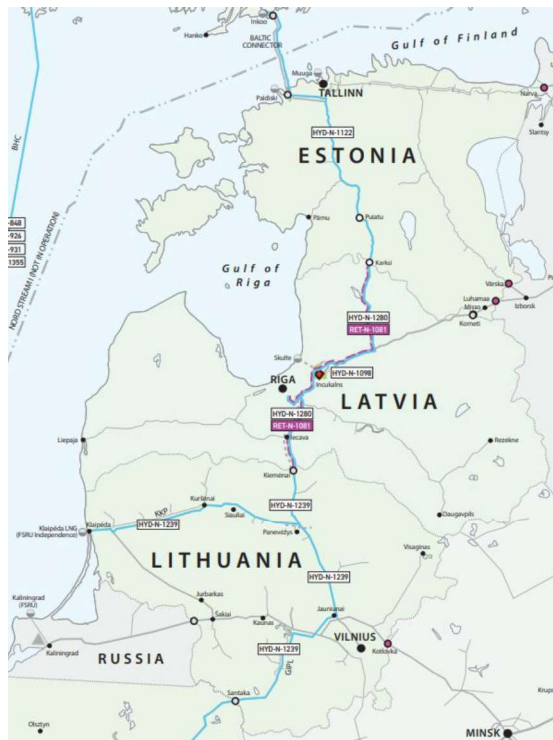 Inkoo
Hanko
BALTIC
CONNECTOR
Gulf of Finland
Muuga
TALLINN
Paldiski
Narva
Slantsy
HYD-N-1122
BHC
ESTONIA
-848
-926
-931
1355
NORD STREAM I (NOT IN OPERATION)
Pärnu
Puiatu
Karksi
Gulf of
Riga
Värska
Luhamaa
Izborsk
Misso
Korneti
HYD-N-1280
RET-N-1081
Skulte
HYD-N-1098
Incukalns
RIGA
LATVIA
HYD-N-1280
RET-N-1081
Iecava
Liepaja
Rezekne
Kiemėnai
KKP
Kuršėnai
HYD-N-1239
Daugavpils
Klaipėda LNG
(FSRU Independence)
Klaipėda
HYD-N-1239
Šiauliai
Panevėžys
Visaginas
LITHUANIA
HYD-N-1239
Kaliningrad
(FSRU)
Jurbarkas
Sakiai
Kaunas
Jauniunai
VILNIUS
Kotlovka
Kaliningrad
RUSSIA
HYD-N-1239
GIPL
Santaka
Krupi
Olsztyn
MINSK